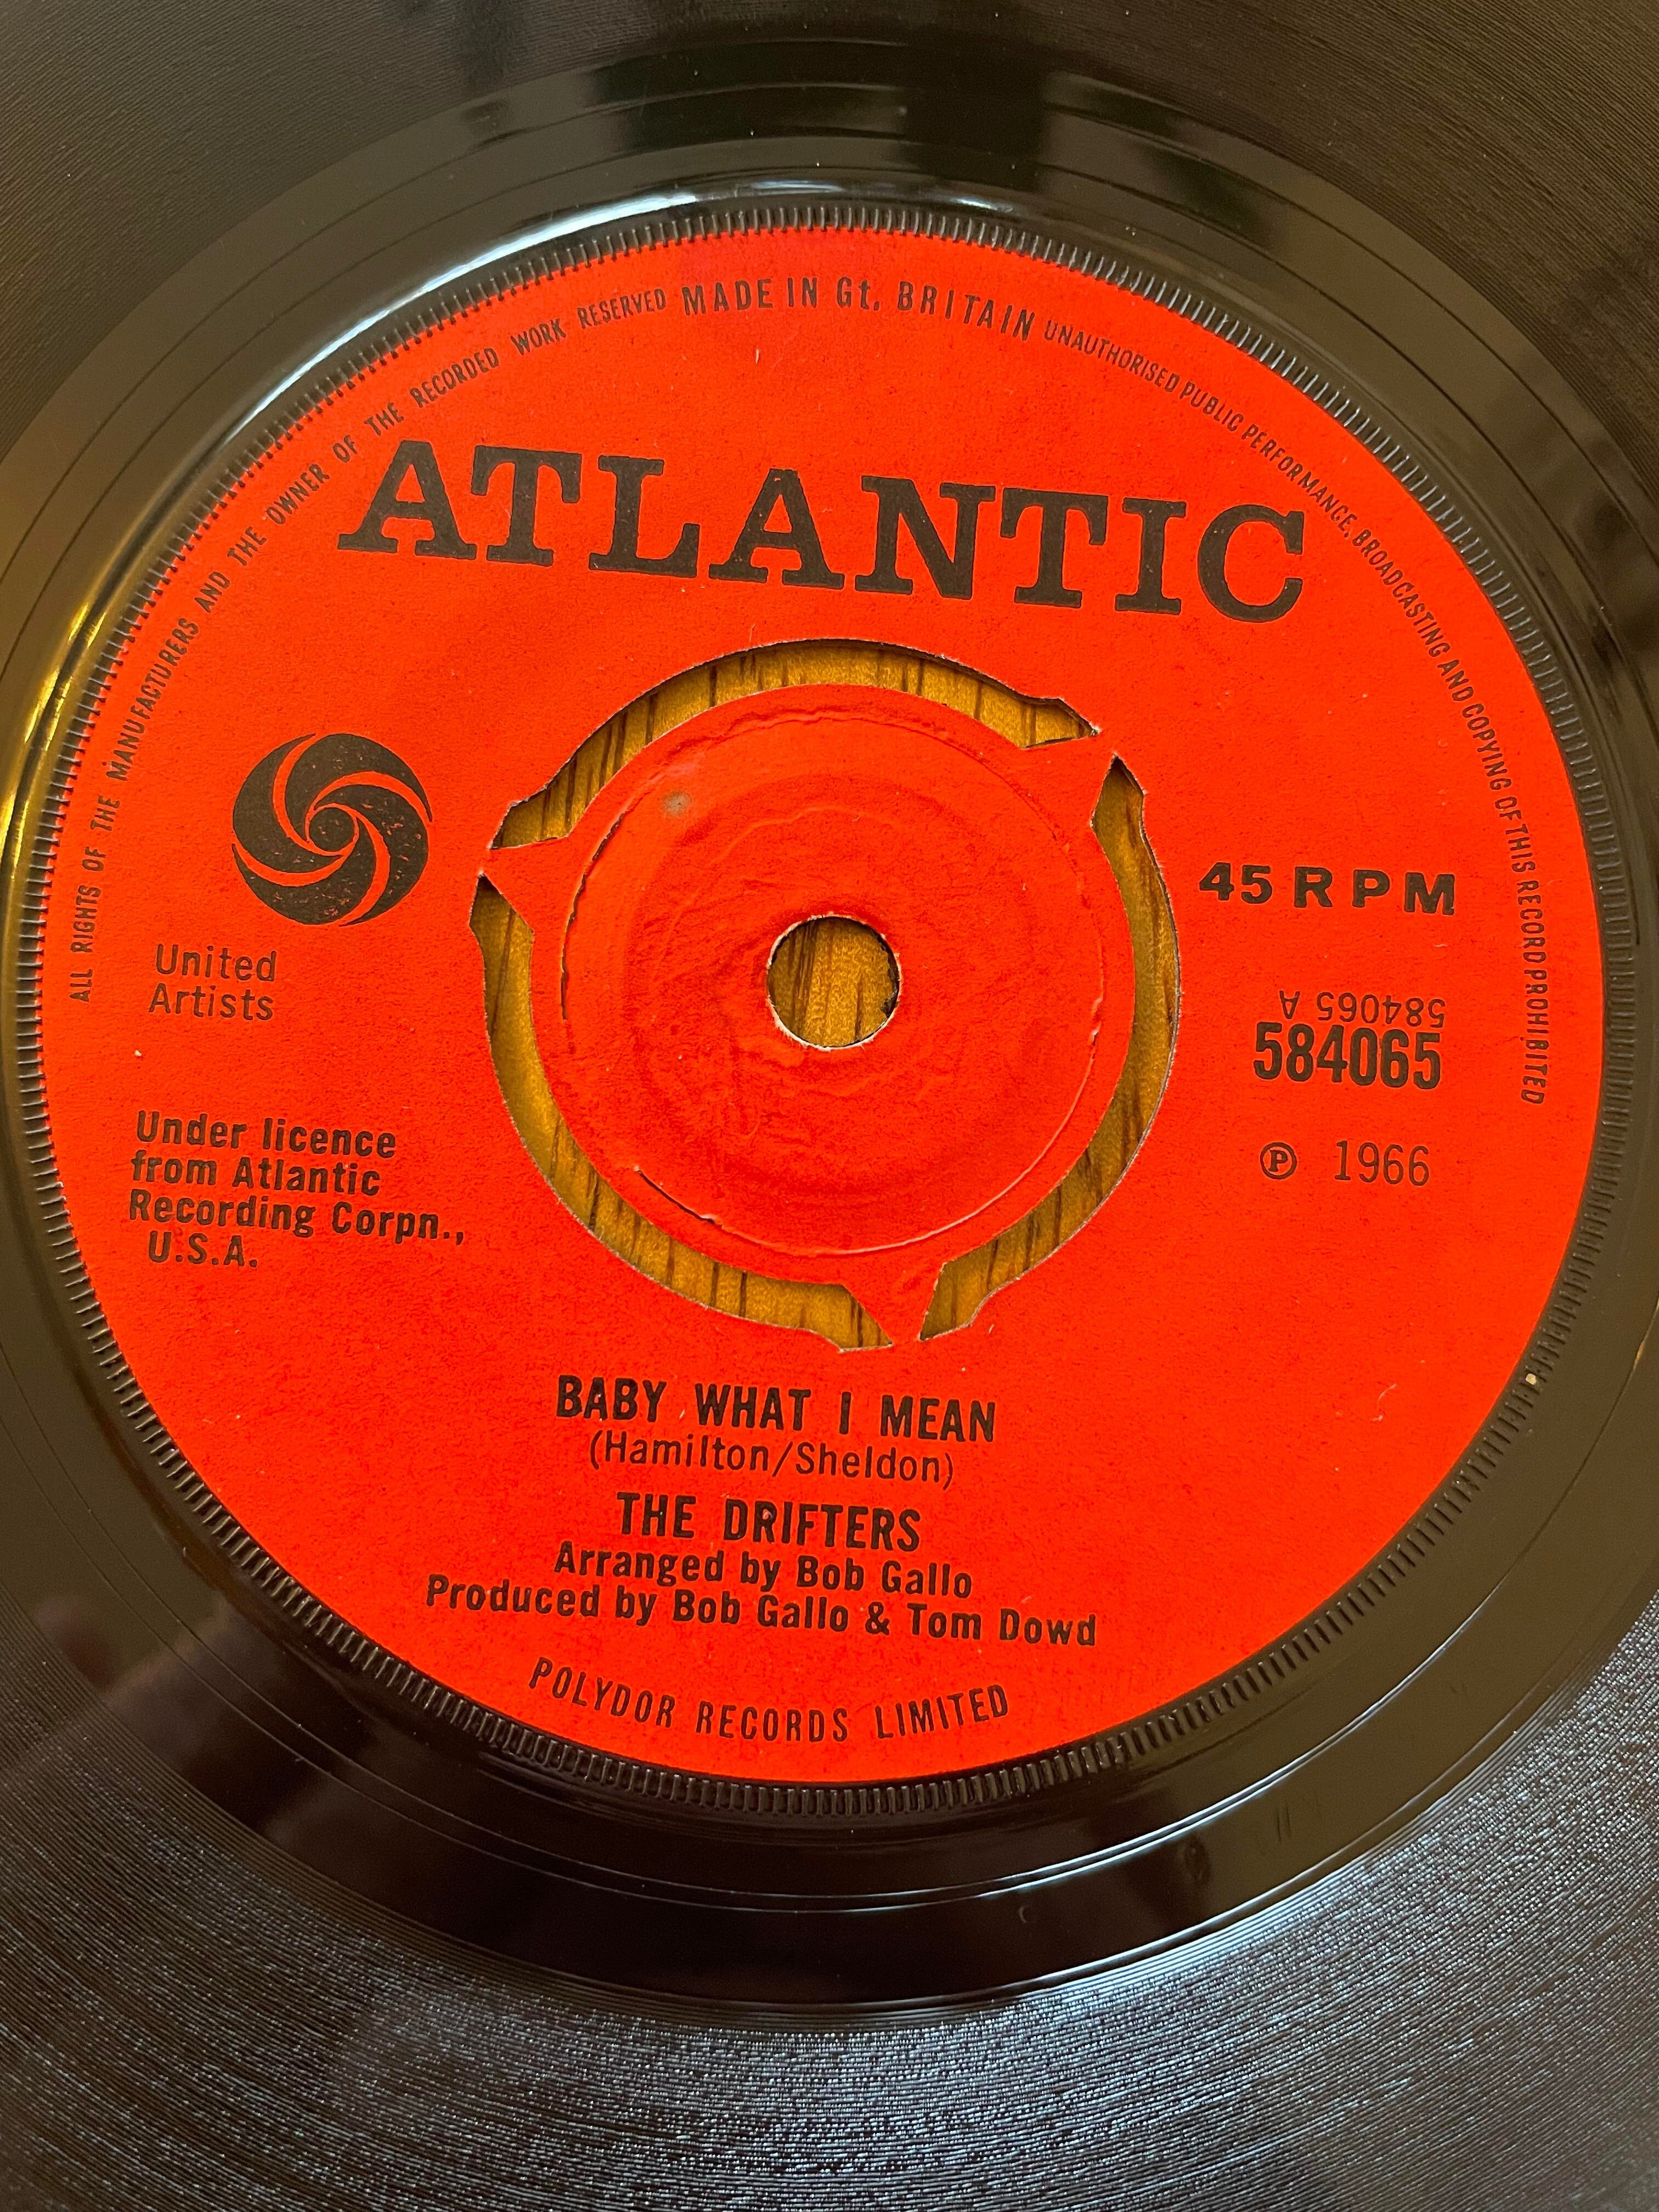 ALL RIGHTS OF THE MANUFACTURERS AND THE OWNER OF THE RECORDED WORK RESERVED MADE IN Gt. BRITAIN UNAUTHORISED PUBLIC PERFORMANCE, BROADCASTING AND COPYING OF THIS RECORD PROHIBITED
ATLANTIC
United
Artists
Under licence
from Atlantic
Recording Corpn.,
U.S.A.
45 RPM
584065 A
584065
℗ 1966
BABY WHAT I MEAN
(Hamilton/Sheldon)
THE DRIFTERS
Arranged by Bob Gallo
Produced by Bob Gallo & Tom Dowd
POLYDOR RECORDS LIMITED